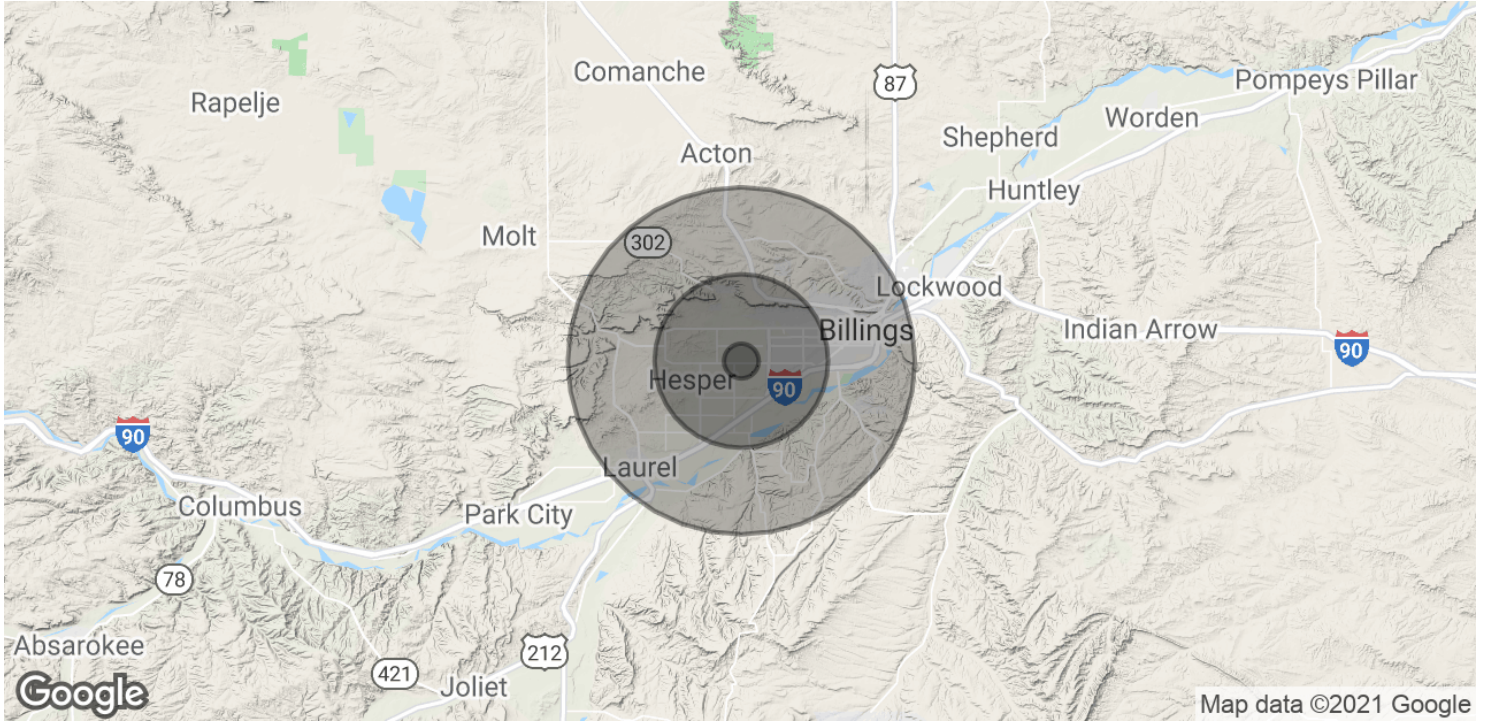 Comanche
87
Pompeys Pillar
Rapelje
Worden
Shepherd
Acton
Huntley
Molt
302
Lockwood
Billings
Indian Arrow
90
Hesper
90
90
Laurel
Columbus
Park City
78
Absarokee
212
421
Joliet
Google
Map data ©2021 Google